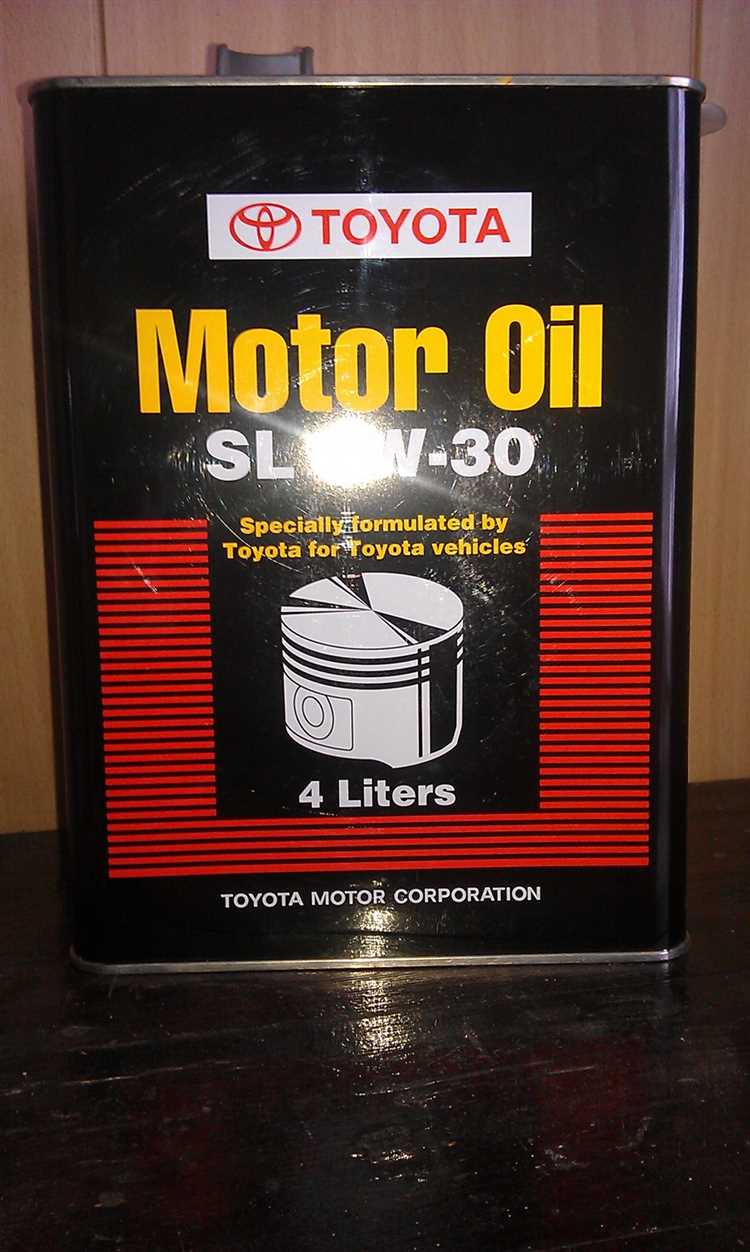 TOYOTA
Motor Oil
SL W-30
Specially formulated by
Toyota for Toyota vehicles
4 Liters
TOYOTA MOTOR CORPORATION